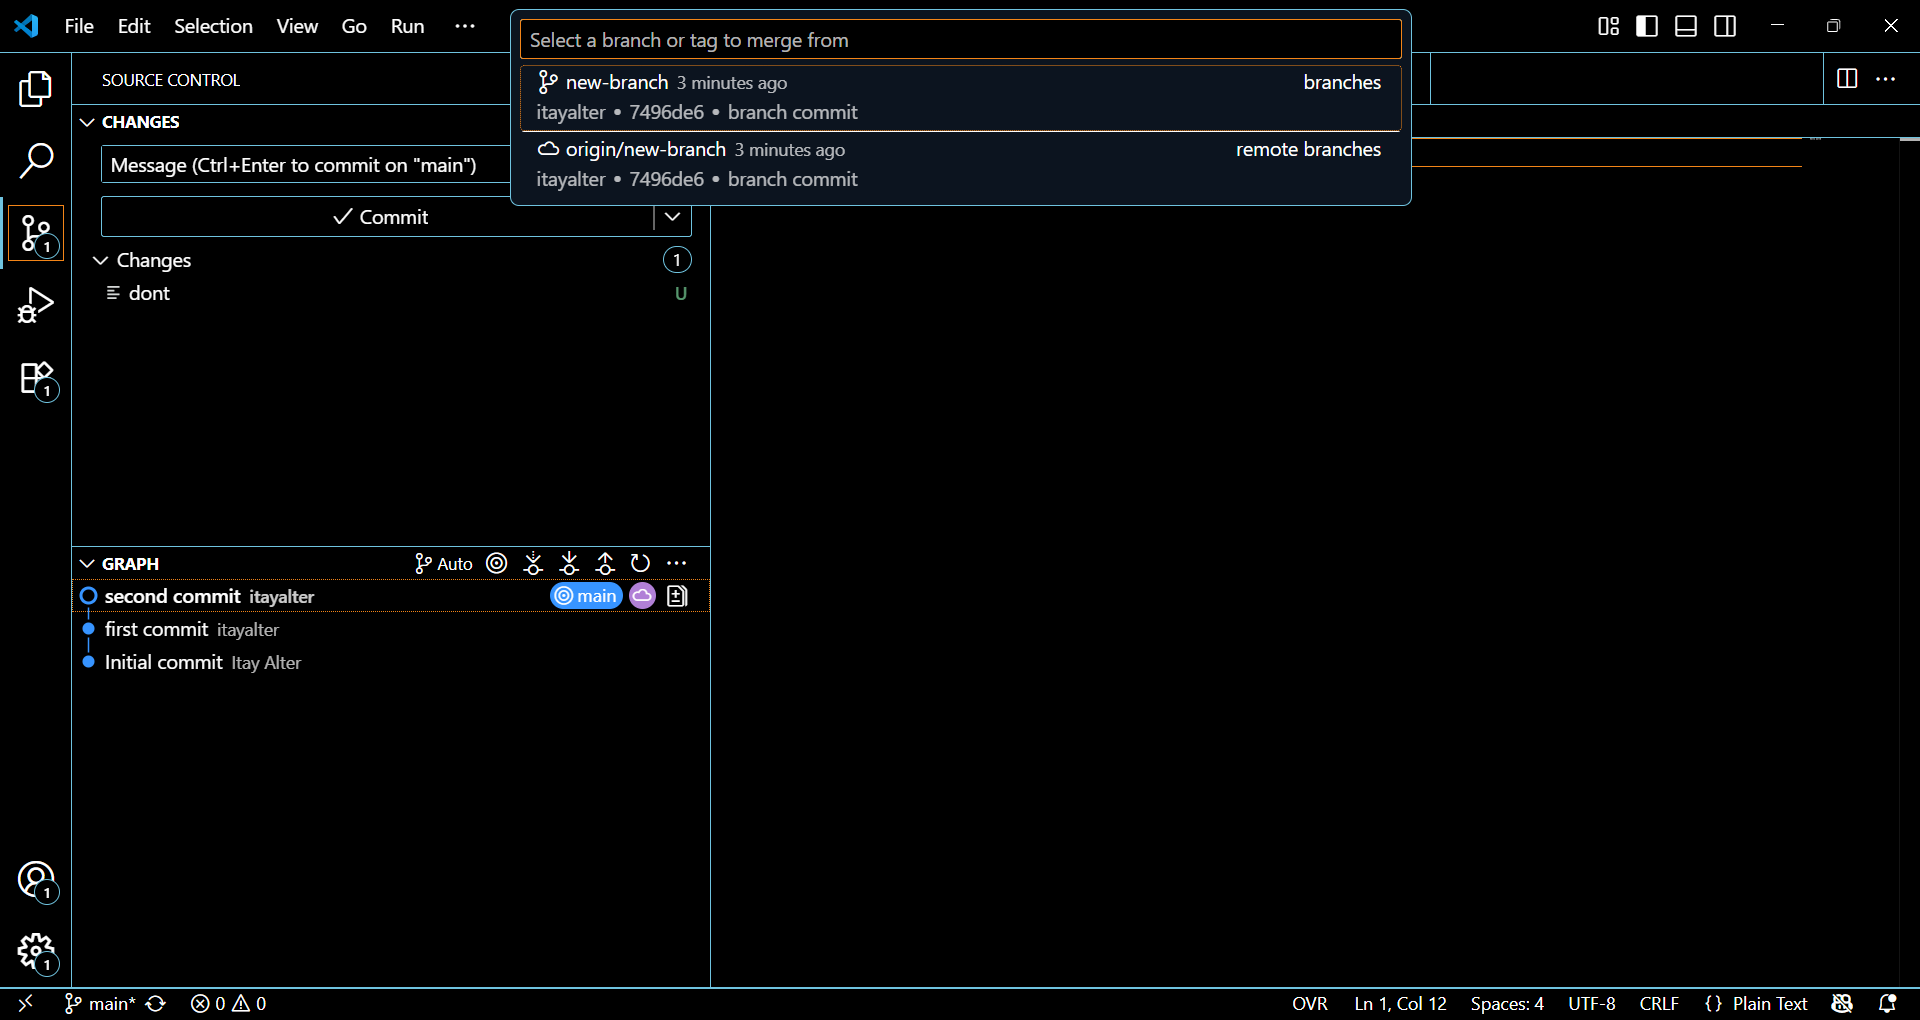 File Edit Selection View Go Run
Select a branch or tag to merge from
new-branch 3 minutes ago branches
itayalter • 7496de6 • branch commit
origin/new-branch 3 minutes ago remote branches
itayalter • 7496de6 • branch commit
SOURCE CONTROL
CHANGES
Message (Ctrl+Enter to commit on "main")
Commit
1
Changes 1
dont U
1
GRAPH Auto
second commit itayalter main
first commit itayalter
Initial commit Itay Alter
1
1
main* 0 0 OVR Ln 1, Col 12 Spaces: 4 UTF-8 CRLF {} Plain Text